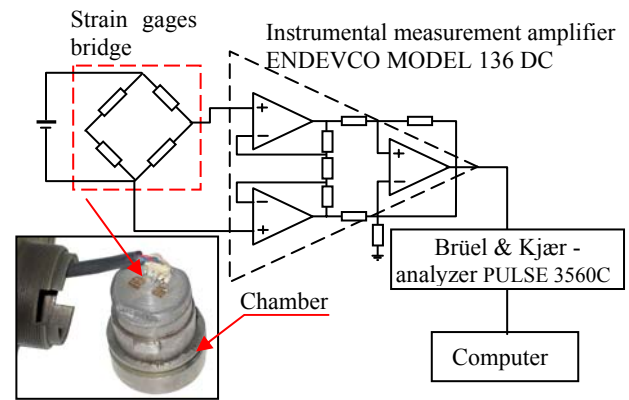 Strain gages
bridge
Instrumental measurement amplifier
ENDEVCO MODEL 136 DC
+
−
−
+
+
−
Brüel & Kjær -
analyzer PULSE 3560C
Chamber
Computer